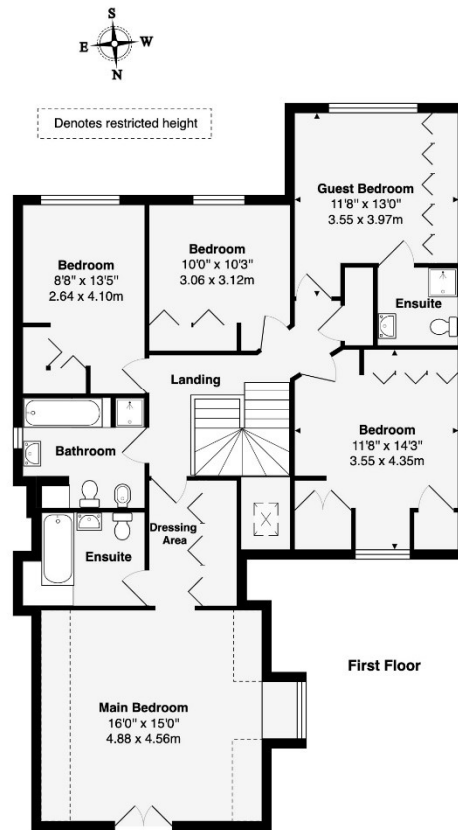 S
E W
N
Denotes restricted height
Guest Bedroom
11'8" x 13'0"
3.55 x 3.97m
Bedroom
8'8" x 13'5"
2.64 x 4.10m
Bedroom
10'0" x 10'3"
3.06 x 3.12m
Ensuite
Landing
Bedroom
11'8" x 14'3"
3.55 x 4.35m
Bathroom
Dressing
Area
Ensuite
First Floor
Main Bedroom
16'0" x 15'0"
4.88 x 4.56m